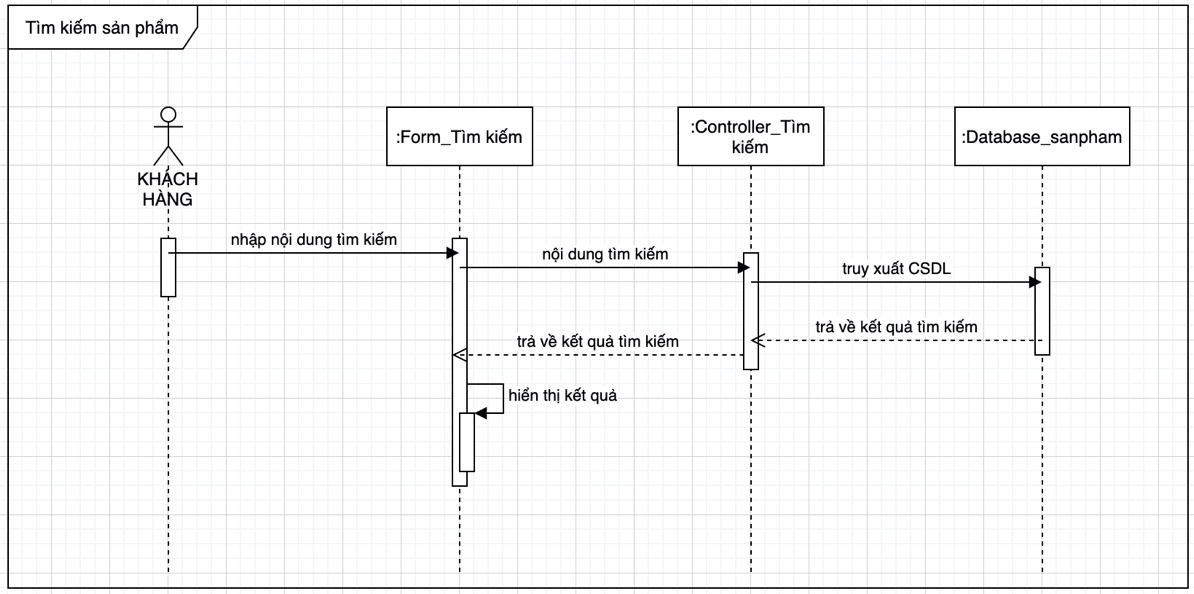 Tìm kiếm sản phẩm
:Form_Tìm kiếm
:Controller_Tìm
kiếm
:Database_sanpham
KHÁCH
HÀNG
nhập nội dung tìm kiếm
nội dung tìm kiếm
truy xuất CSDL
trả về kết quả tìm kiếm
trả về kết quả tìm kiếm
hiển thị kết quả